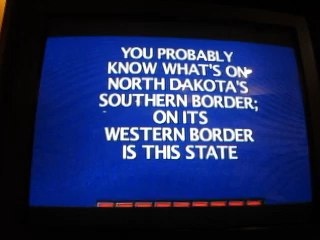 YOU PROBABLY
KNOW WHAT'S ON
NORTH DAKOTA'S
SOUTHERN BORDER;
ON ITS
WESTERN BORDER
IS THIS STATE